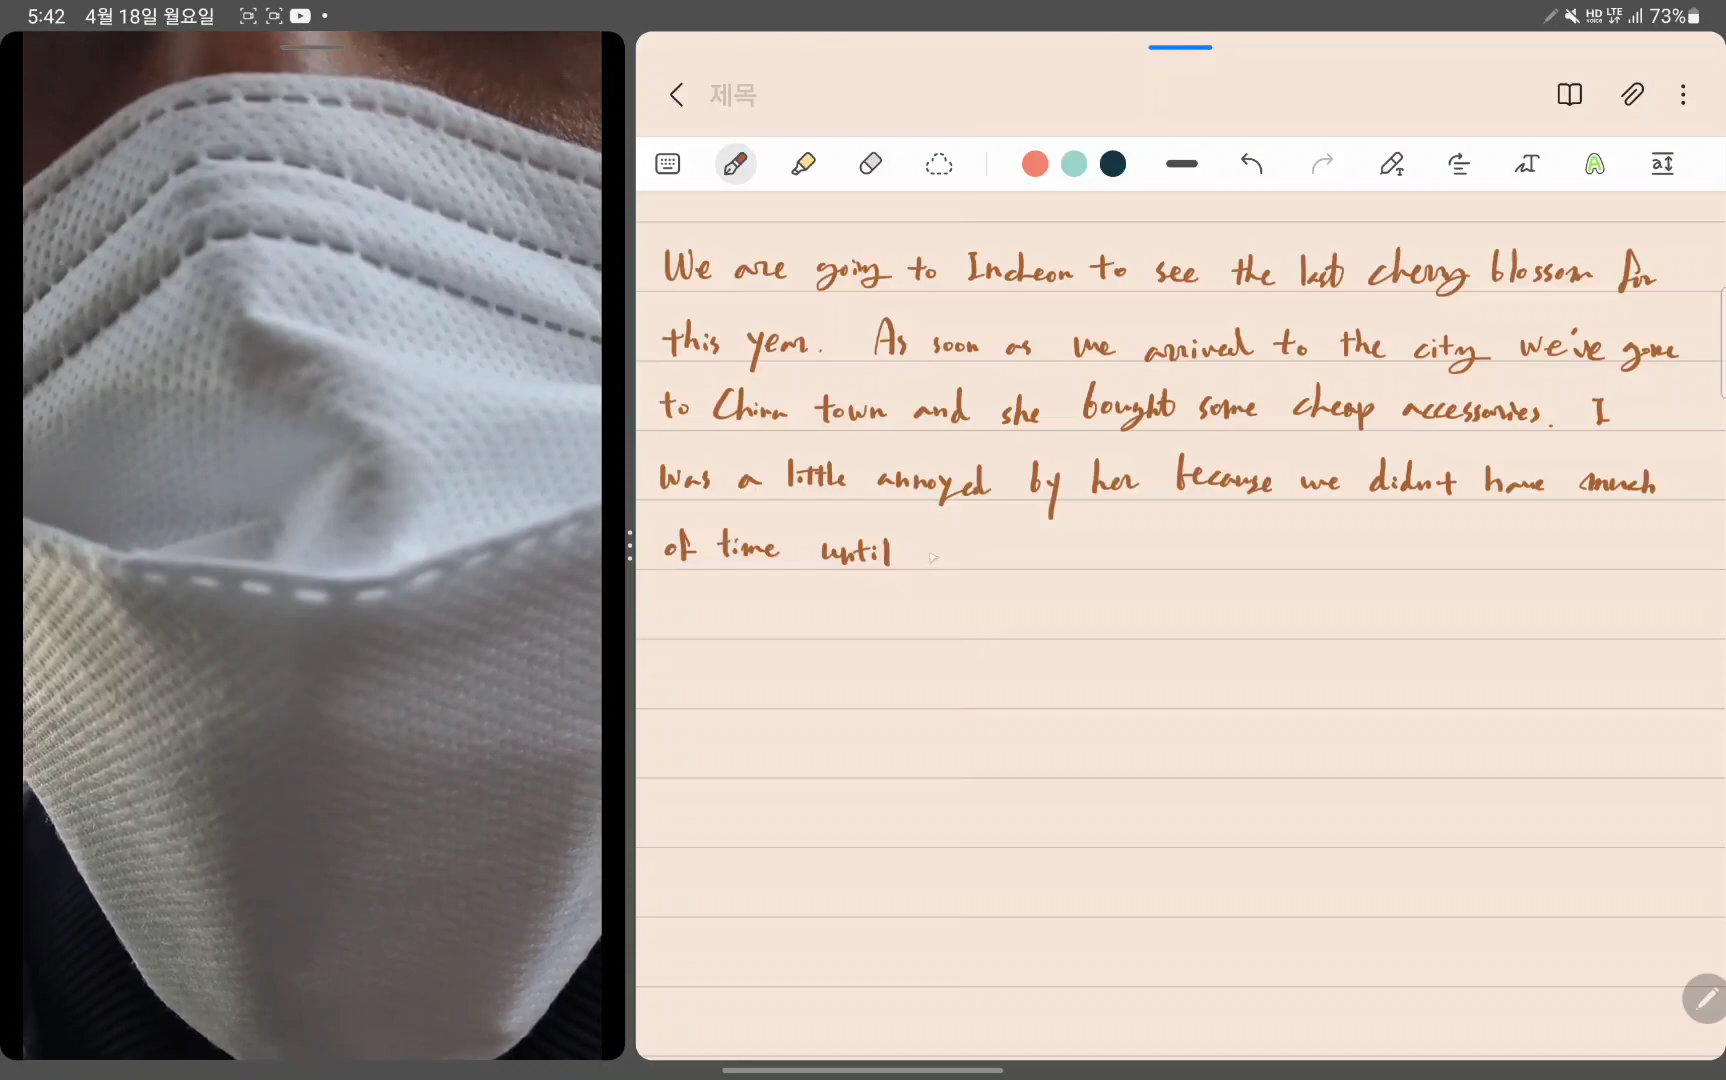 5:42 4월 18일 월요일
HD voice LTE 73%
제목
We are going to Incheon to see the last cherry blossom for
this year. As soon as we arrived to the city we've gone
to China town and she bought some cheap accessories. I
was a little annoyed by her because we didn't have much
of time until